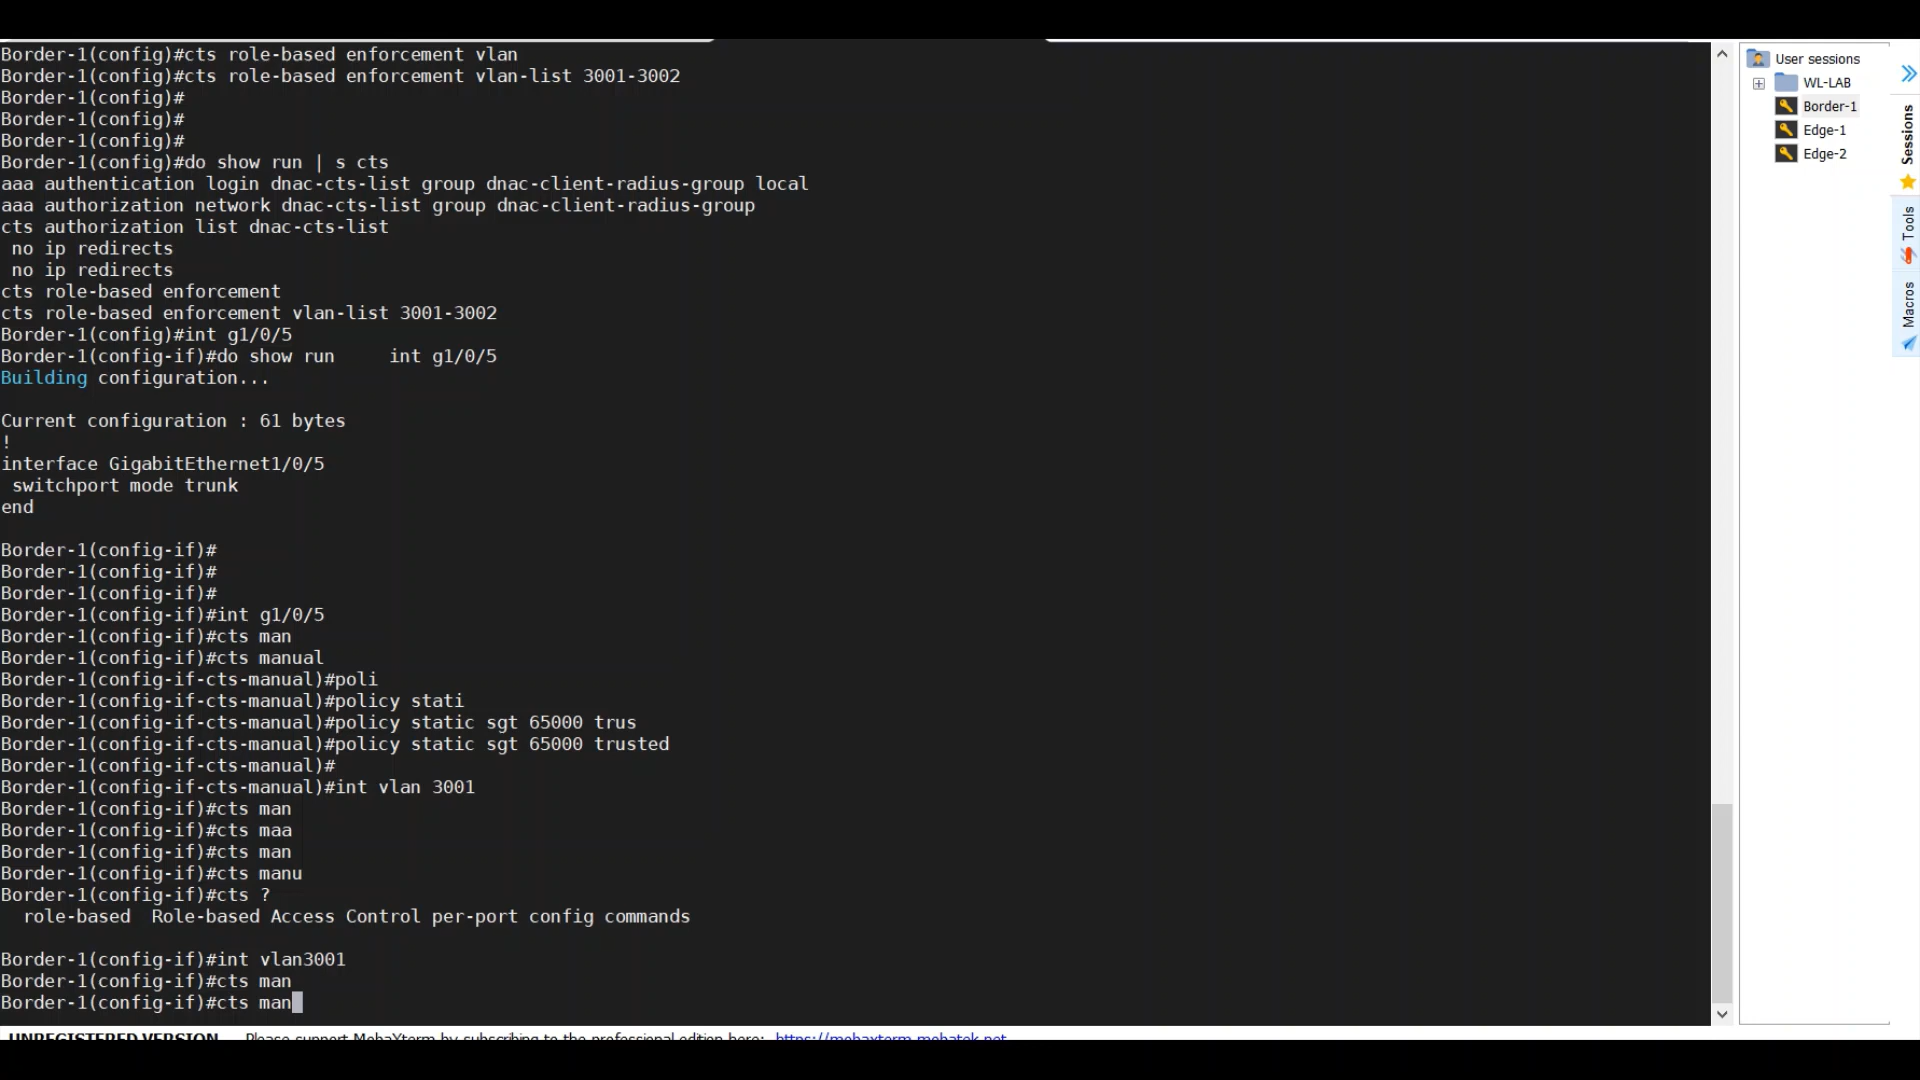 Border-1(config)#cts role-based enforcement vlan
Border-1(config)#cts role-based enforcement vlan-list 3001-3002
Border-1(config)#
Border-1(config)#
Border-1(config)#
Border-1(config)#do show run | s cts
aaa authentication login dnac-cts-list group dnac-client-radius-group local
aaa authorization network dnac-cts-list group dnac-client-radius-group
cts authorization list dnac-cts-list
 no ip redirects
 no ip redirects
cts role-based enforcement
cts role-based enforcement vlan-list 3001-3002
Border-1(config)#int g1/0/5
Border-1(config-if)#do show run     int g1/0/5
Building configuration...
Current configuration : 61 bytes
!
interface GigabitEthernet1/0/5
 switchport mode trunk
end
Border-1(config-if)#
Border-1(config-if)#
Border-1(config-if)#
Border-1(config-if)#int g1/0/5
Border-1(config-if)#cts man
Border-1(config-if)#cts manual
Border-1(config-if-cts-manual)#poli
Border-1(config-if-cts-manual)#policy stati
Border-1(config-if-cts-manual)#policy static sgt 65000 trus
Border-1(config-if-cts-manual)#policy static sgt 65000 trusted
Border-1(config-if-cts-manual)#
Border-1(config-if-cts-manual)#int vlan 3001
Border-1(config-if)#cts man
Border-1(config-if)#cts maa
Border-1(config-if)#cts man
Border-1(config-if)#cts manu
Border-1(config-if)#cts ?
  role-based  Role-based Access Control per-port config commands
Border-1(config-if)#int vlan3001
Border-1(config-if)#cts man
Border-1(config-if)#cts man
UNREGISTERED VERSION - Please support MobaXterm by subscribing to the professional edition here: https://mobaxterm.mobatek.net
User sessions
WL-LAB
Border-1
Edge-1
Edge-2
Sessions
Tools
Macros